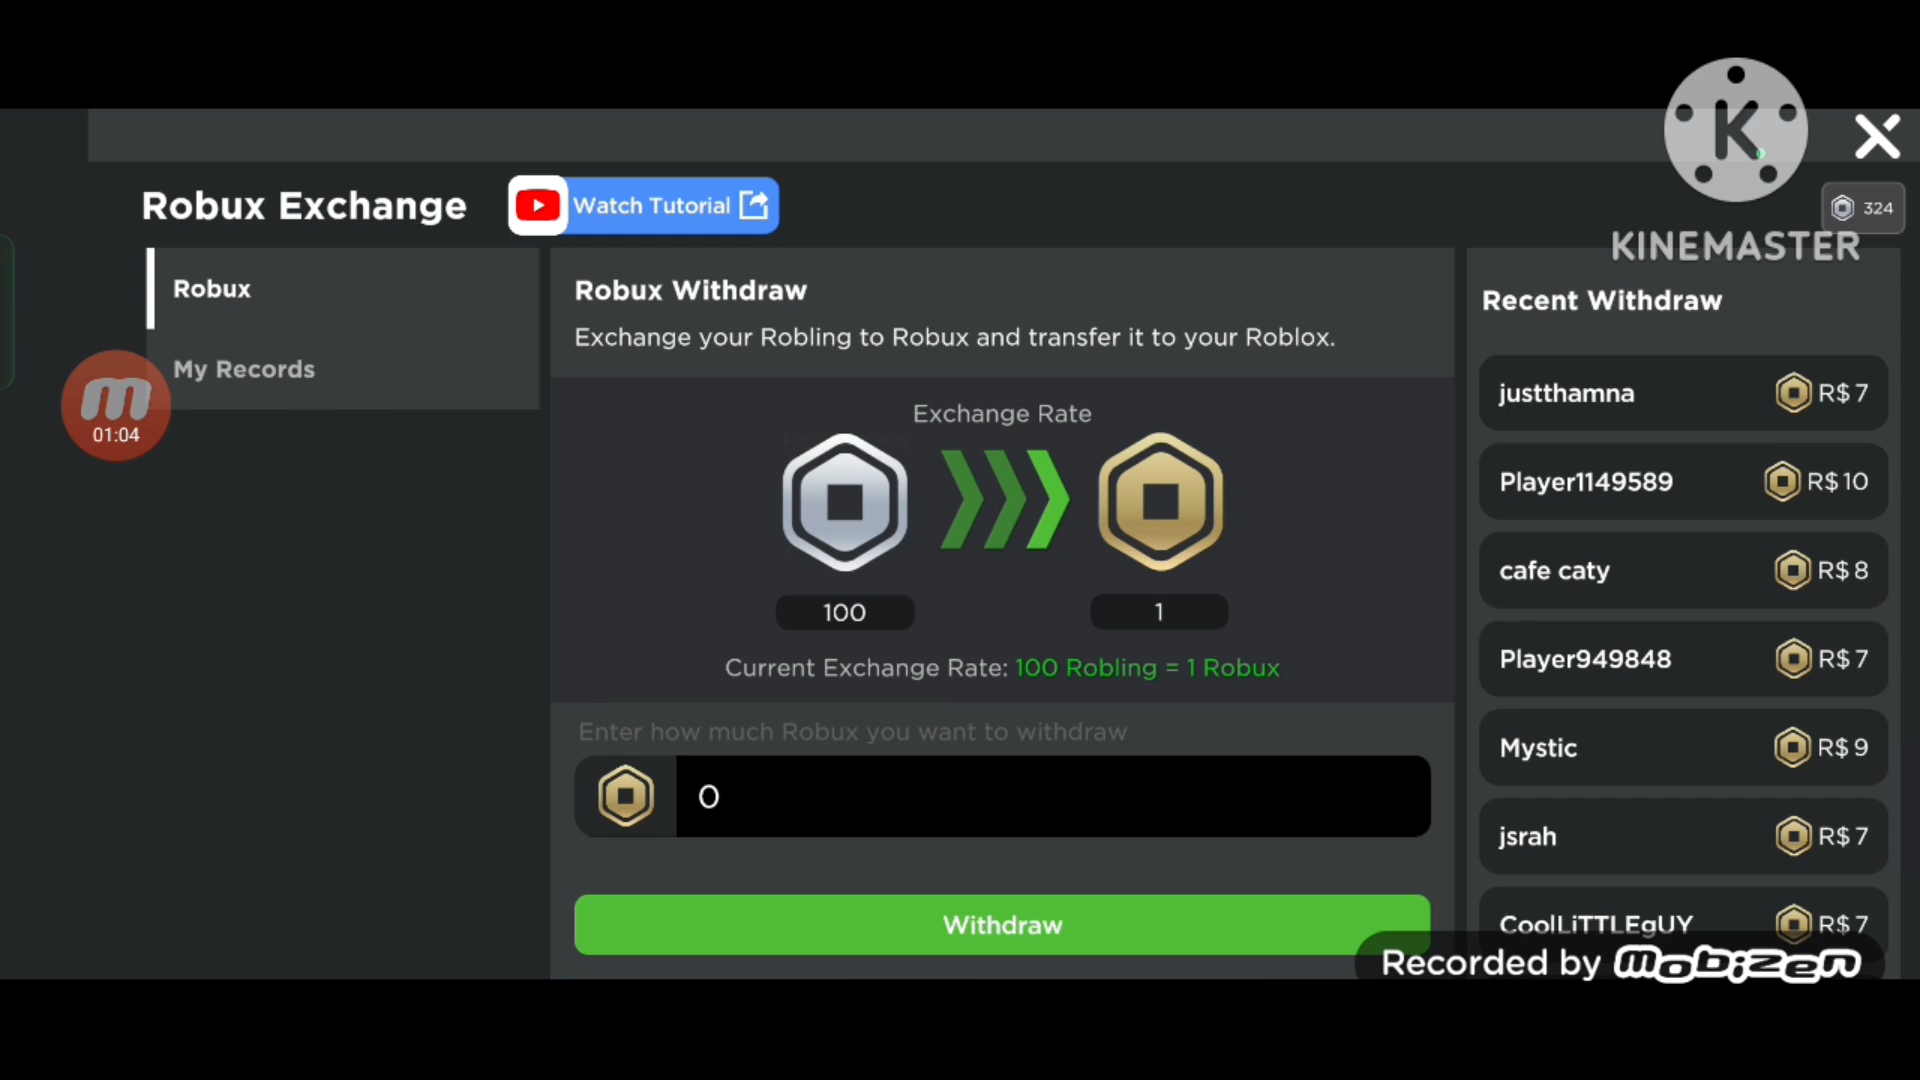 K
KINEMASTER
Robux Exchange
Watch Tutorial
324
Robux
My Records
m
01:04
Robux Withdraw
Exchange your Robling to Robux and transfer it to your Roblox.
Exchange Rate
100
1
Current Exchange Rate: 100 Robling = 1 Robux
Enter how much Robux you want to withdraw
0
Withdraw
Recent Withdraw
justthamna R$ 7
Player1149589 R$ 10
cafe caty R$ 8
Player949848 R$ 7
Mystic R$ 9
jsrah R$ 7
CoolLiTTLEgUY R$ 7
Recorded by mobizen